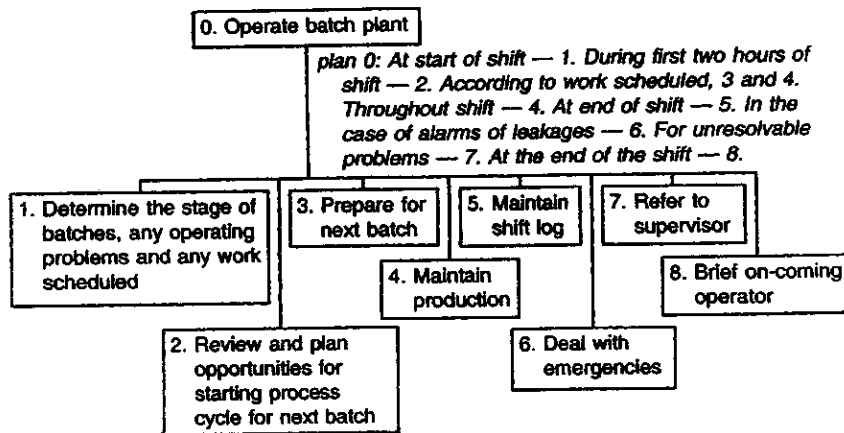 0. Operate batch plant
plan 0: At start of shift — 1. During first two hours of
shift — 2. According to work scheduled, 3 and 4.
Throughout shift — 4. At end of shift — 5. In the
case of alarms of leakages — 6. For unresolvable
problems — 7. At the end of the shift — 8.
1. Determine the stage of
batches, any operating
problems and any work
scheduled
3. Prepare for
next batch
5. Maintain
shift log
7. Refer to
supervisor
4. Maintain
production
8. Brief on-coming
operator
2. Review and plan
opportunities for
starting process
cycle for next batch
6. Deal with
emergencies